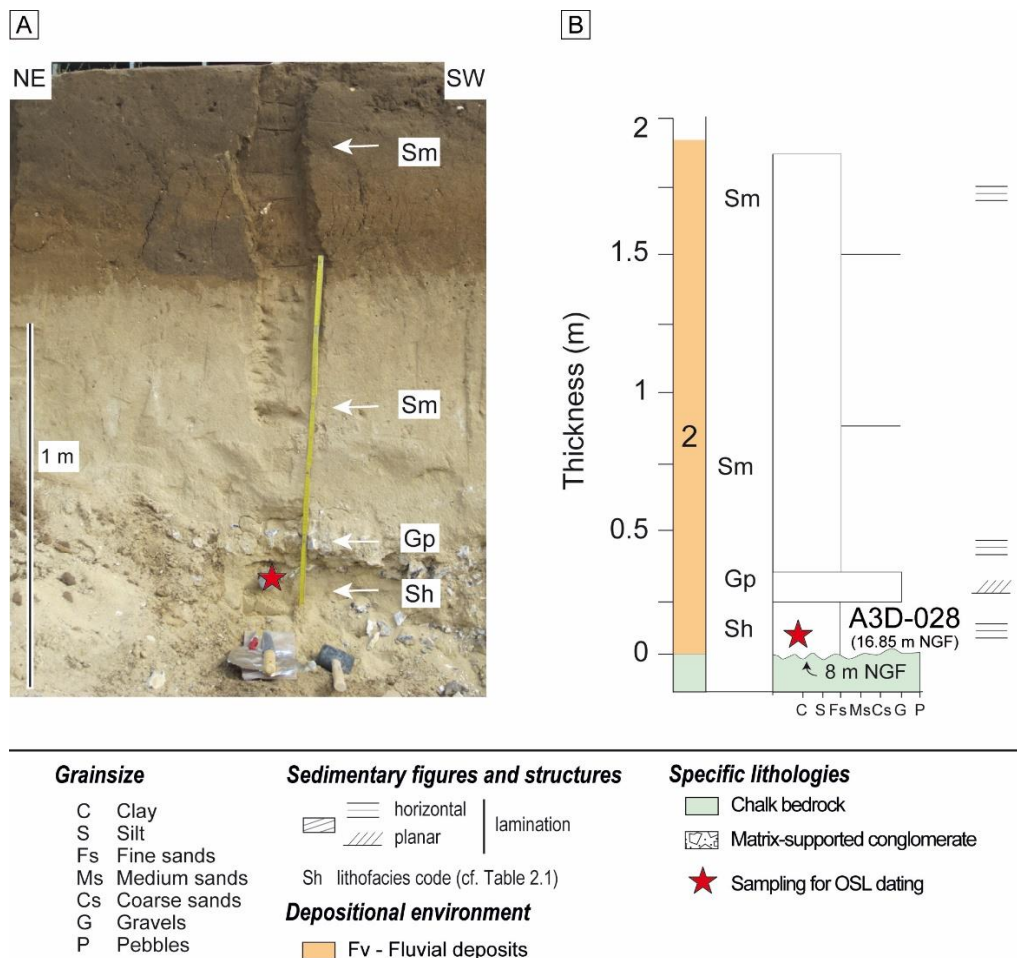 A
NE
SW
Sm
Sm
1 m
Gp
Sh
B
Thickness (m)
2
1.5
1
0.5
0
2
Sm
Sm
Gp
Sh
A3D-028
(16.85 m NGF)
8 m NGF
C S Fs Ms Cs G P
Grainsize
C Clay
S Silt
Fs Fine sands
Ms Medium sands
Cs Coarse sands
G Gravels
P Pebbles
Sedimentary figures and structures
horizontal
planar
lamination
Sh lithofacies code (cf. Table 2.1)
Depositional environment
Fv - Fluvial deposits
Specific lithologies
Chalk bedrock
Matrix-supported conglomerate
Sampling for OSL dating